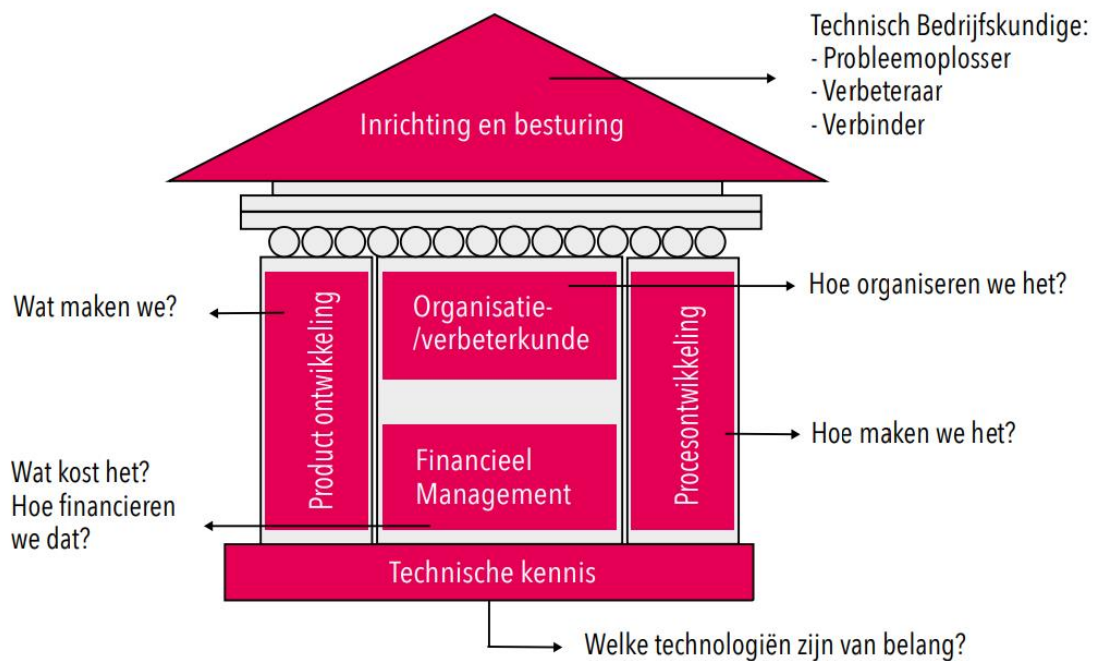 Technisch Bedrijfskundige:
- Probleemoplosser
- Verbeteraar
- Verbinder
Inrichting en besturing
Wat maken we?
Product ontwikkeling
Organisatie-
/verbeterkunde
Hoe organiseren we het?
Procesontwikkeling
Hoe maken we het?
Wat kost het?
Hoe financieren
we dat?
Financieel
Management
Technische kennis
Welke technologiën zijn van belang?